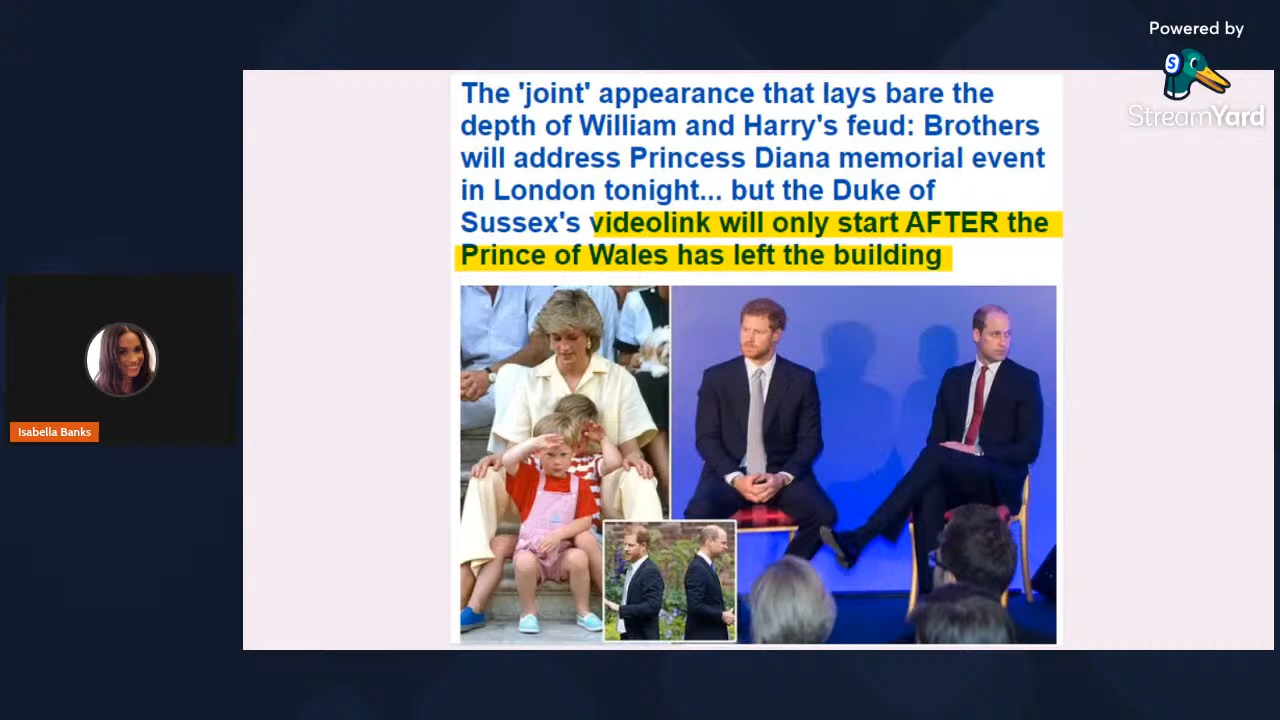 Powered by
S
StreamYard
The 'joint' appearance that lays bare the
depth of William and Harry's feud: Brothers
will address Princess Diana memorial event
in London tonight... but the Duke of
Sussex's videolink will only start AFTER the
Prince of Wales has left the building
Isabella Banks